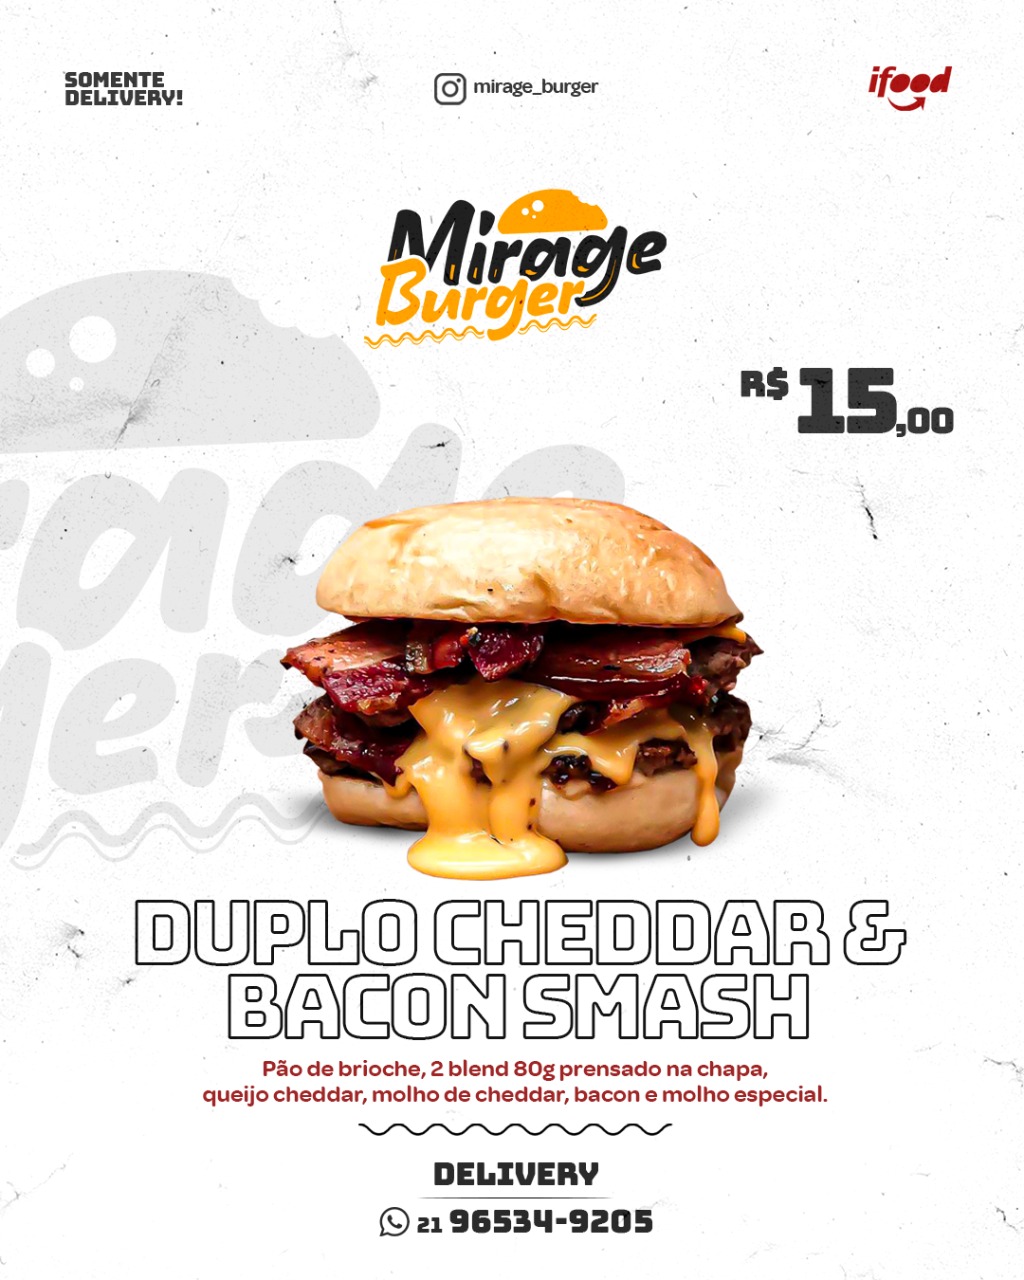 SOMENTE
DELIVERY!
mirage_burger
ifood
Mirage
Burger
R$ 15,00
DUPLO CHEDDAR &
BACON SMASH
Pão de brioche, 2 blend 80g prensado na chapa,
queijo cheddar, molho de cheddar, bacon e molho especial.
DELIVERY
21 96534-9205